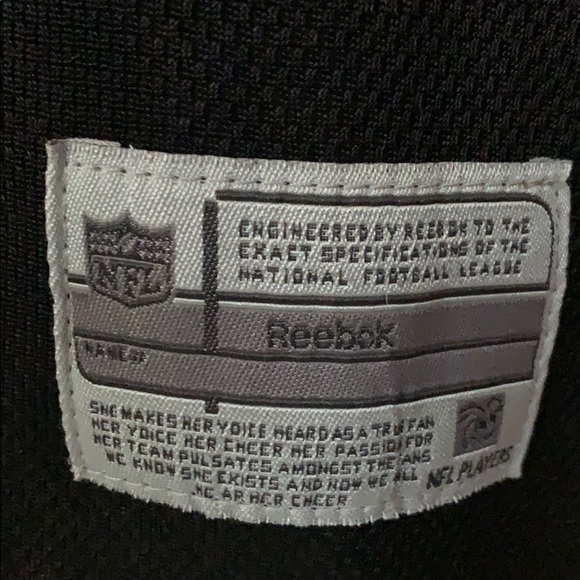 NFL
ENGINEERED BY REEBOK TO THE
EXACT SPECIFICATIONS OF THE
NATIONAL FOOTBALL LEAGUE
Reebok
NAME/#
SHE MAKES HER VOICE HEARD AS A TRUE FAN
HER VOICE HER CHEER HER PASSION FOR
HER TEAM PULSATES AMONGST THE FANS
WE KNOW SHE EXISTS AND NOW WE ALL
HER CHEER
NFL PLAYERS